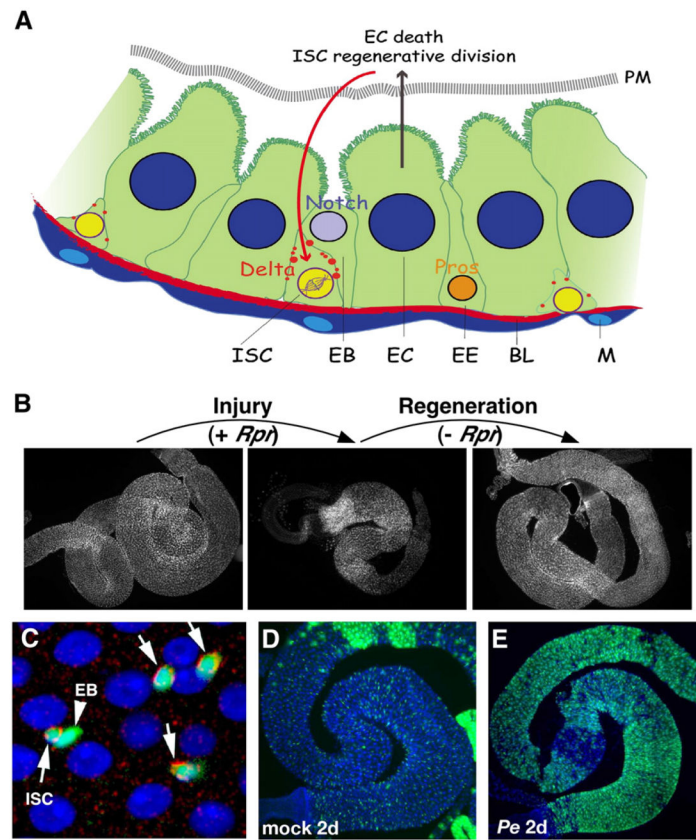 A
EC death
ISC regenerative division
PM
Notch
Delta
Pros
ISC EB EC EE BL M
B
Injury Regeneration
(+ Rpr) (- Rpr)
C
EB
ISC
D
mock 2d
E
Pe 2d